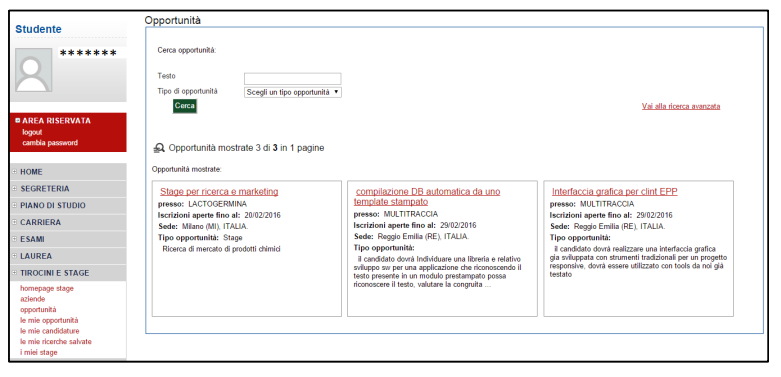 Studente
*******
AREA RISERVATA
logout
cambia password
HOME
SEGRETERIA
PIANO DI STUDIO
CARRIERA
ESAMI
LAUREA
TIROCINI E STAGE
homepage stage
aziende
opportunità
le mie opportunità
le mie candidature
le mie ricerche salvate
I miei stage
Opportunità
Cerca opportunità:
Testo
Tipo di opportunità
Scegli un tipo opportunità
Cerca
Vai alla ricerca avanzata
Opportunità mostrate 3 di 3 in 1 pagine
Opportunità mostrate:
Stage per ricerca e marketing
presso: LACTOGERMINA
Iscrizioni aperte fino al: 20/02/2016
Sede: Milano (MI), ITALIA.
Tipo opportunità: Stage
Ricerca di mercato di prodotti chimici
compilazione DB automatica da uno
template stampato
presso: MULTITRACCIA
Iscrizioni aperte fino al: 29/02/2016
Sede: Reggio Emilia (RE), ITALIA.
Tipo opportunità:
il candidato dovrà Individuare una libreria e relativo
sviluppo sw per una applicazione che riconoscendo il
testo presente in un modulo prestampato possa
riconoscere il testo, valutare la congruita ...
Interfaccia grafica per clint EPP
presso: MULTITRACCIA
Iscrizioni aperte fino al: 29/02/2016
Sede: Reggio Emilia (RE), ITALIA.
Tipo opportunità:
il candidato dovrà realizzare una interfaccia grafica
gia sviluppata con strumenti tradizionali per un progetto
responsive, dovrà essere utilizzato con tools da noi già
testato